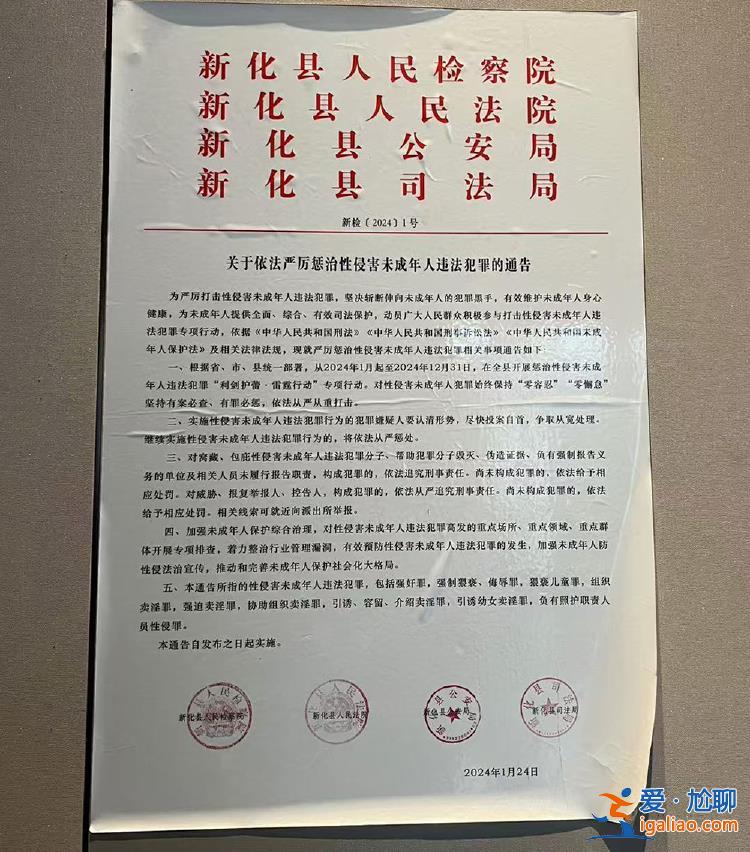 新化县人民检察院
新化县人民法院
新化县公安局
新化县司法局
新检〔2024〕1号
关于依法严厉惩治性侵害未成年人违法犯罪的通告
为严厉打击性侵害未成年人违法犯罪，坚决斩断伸向未成年人的犯罪黑手，有效维护未成年人身心
健康，为未成年人提供全面、综合、有效司法保护，动员广大人民群众积极参与打击性侵害未成年人违
法犯罪专项行动，依据《中华人民共和国刑法》《中华人民共和国刑事诉讼法》《中华人民共和国未成
年人保护法》及相关法律法规，现就严厉惩治性侵害未成年人违法犯罪相关事项通告如下：
一、根据省、市、县统一部署，从2024年1月起至2024年12月31日，在全县开展惩治性侵害未成
年人违法犯罪“利剑护蕾·雷霆行动”专项行动。对性侵害未成年人犯罪始终保持“零容忍”“零懈怠”
坚持有案必查、有罪必惩，依法从严从重打击。
二、实施性侵害未成年人违法犯罪行为的犯罪嫌疑人要认清形势，尽快投案自首，争取从宽处理。
继续实施性侵害未成年人违法犯罪行为的，将依法从严惩处。
三、对窝藏、包庇性侵害未成年人违法犯罪分子、帮助犯罪分子毁灭、伪造证据、负有强制报告义
务的单位及相关人员未履行报告职责，构成犯罪的，依法追究刑事责任。尚未构成犯罪的，依法给予相
应处罚。对威胁、报复举报人、控告人，构成犯罪的，依法从严追究刑事责任。尚未构成犯罪的，依法
给予相应处罚。相关线索可就近向派出所举报。
四、加强未成年人保护综合治理，对性侵害未成年人违法犯罪高发的重点场所、重点领域、重点群
体开展专项排查，着力整治行业管理漏洞，有效预防性侵害未成年人违法犯罪的发生，加强未成年人防
性侵法治宣传，推动和完善未成年人保护社会化大格局。
五、本通告所指的性侵害未成年人违法犯罪，包括强奸罪，强制猥亵、侮辱罪，猥亵儿童罪，组织
卖淫罪，强迫卖淫罪，协助组织卖淫罪，引诱、容留、介绍卖淫罪，引诱幼女卖淫罪，负有照护职责人
员性侵罪。
本通告自发布之日起实施。
新化县人民检察院 新化县人民法院 新化县公安局 新化县司法局
2024年1月24日
爱·尬聊
igaliao.com